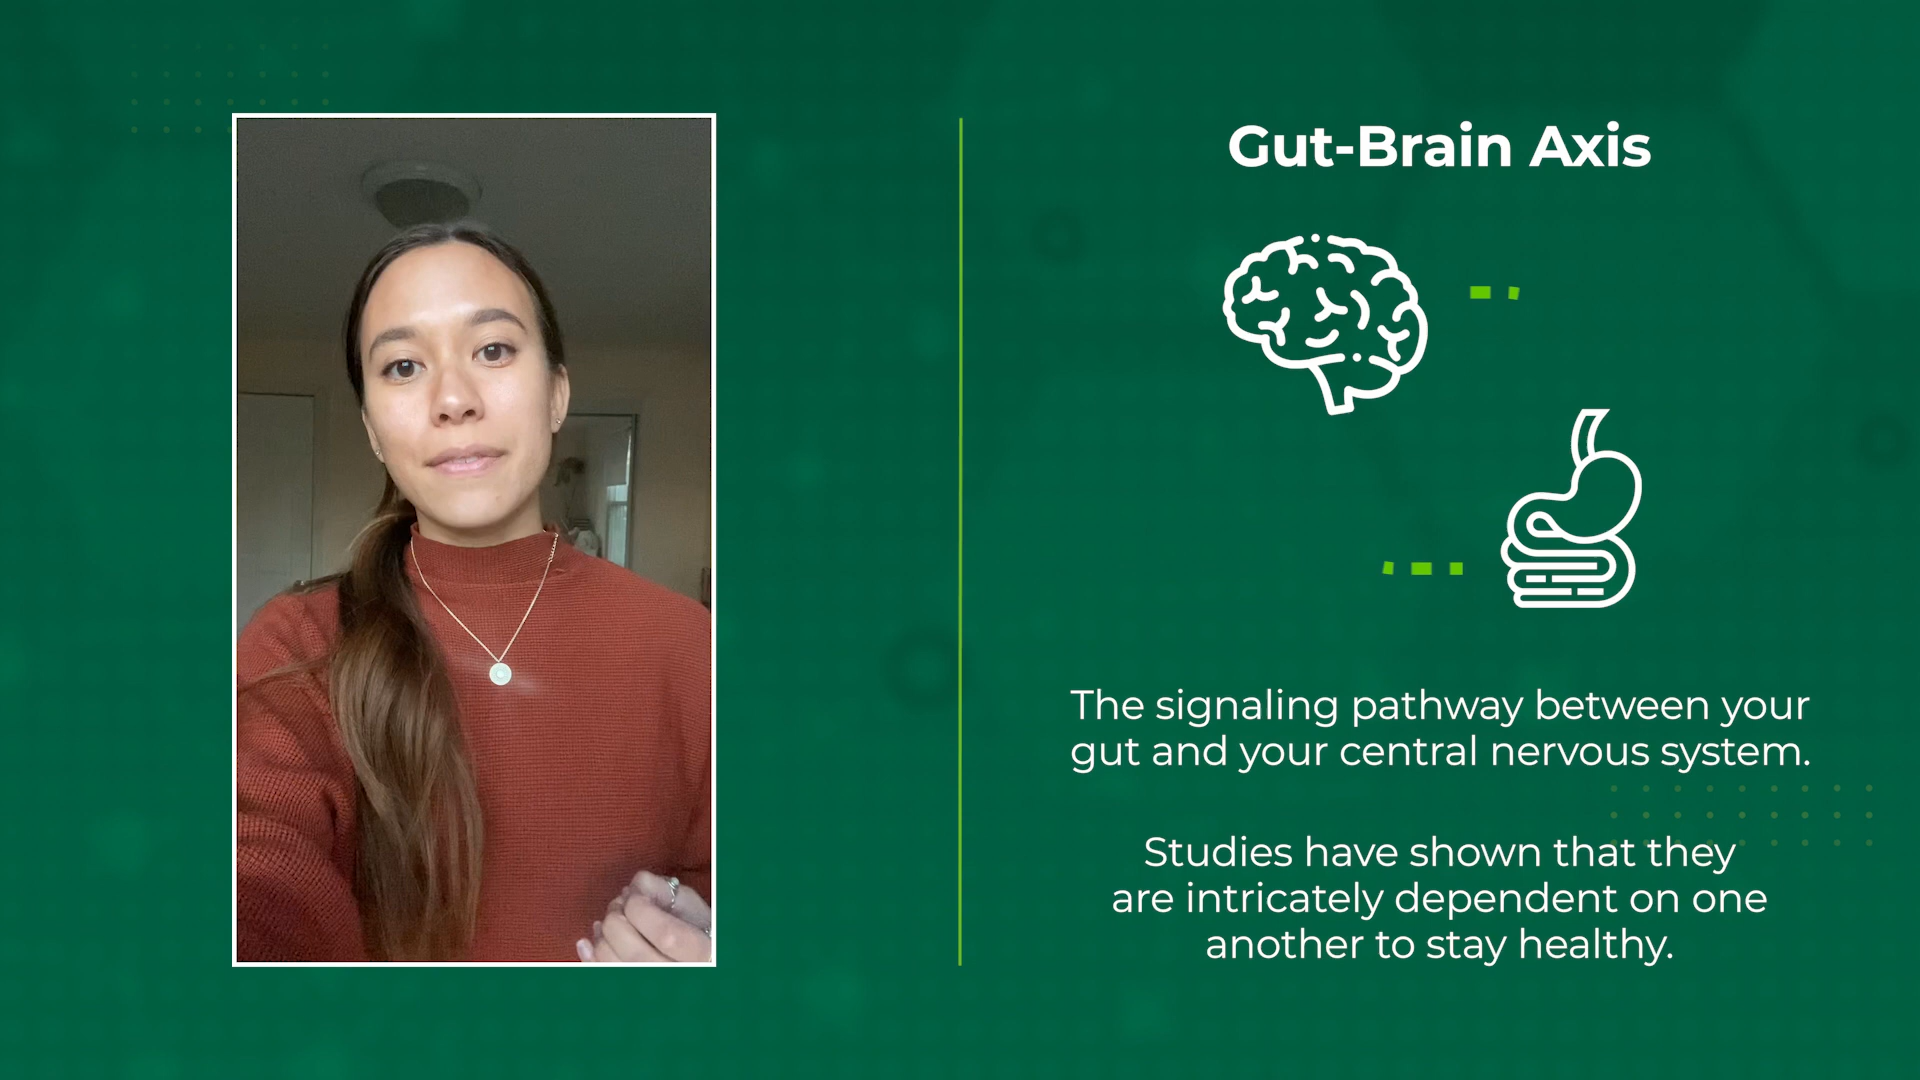 Gut-Brain Axis
The signaling pathway between your
gut and your central nervous system.
Studies have shown that they
are intricately dependent on one
another to stay healthy.